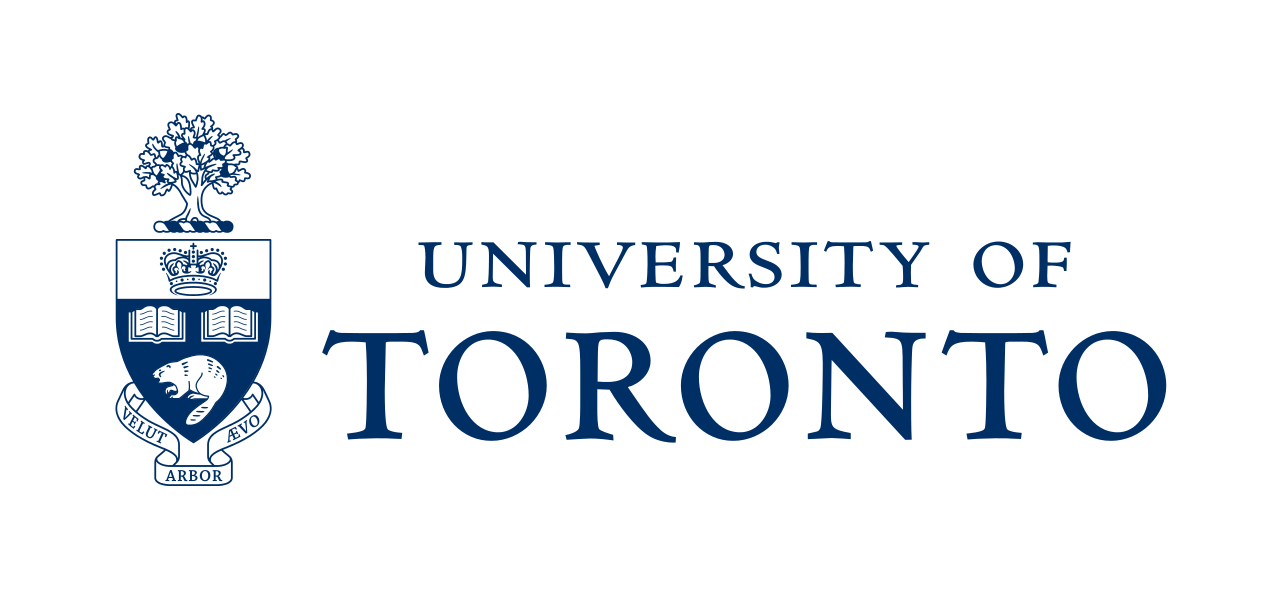 UNIVERSITY OF
TORONTO
VELUT
ARBOR
ÆVO